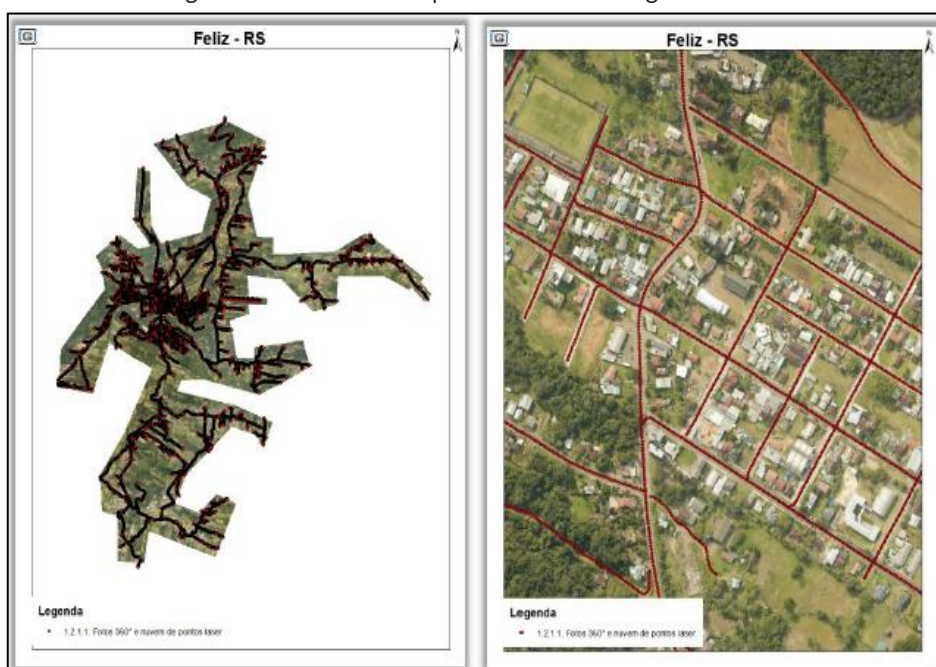 Feliz - RS
N
Legenda
1.2.1.1. Fotos 360° e nuvem de pontos laser
Feliz - RS
N
Legenda
1.2.1.1. Fotos 360° e nuvem de pontos laser